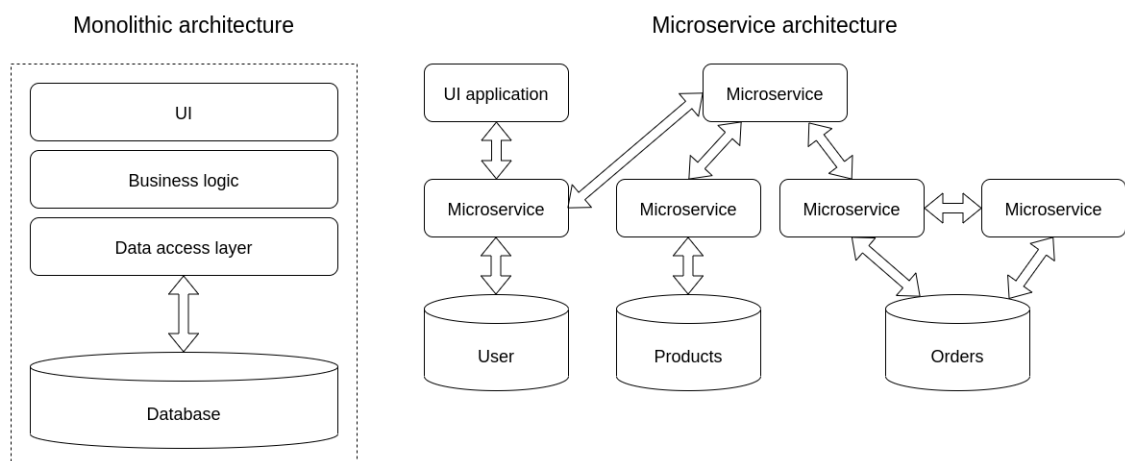 Monolithic architecture
Microservice architecture
UI
Business logic
Data access layer
Database
UI application
Microservice
Microservice
Microservice
Microservice
Microservice
User
Products
Orders